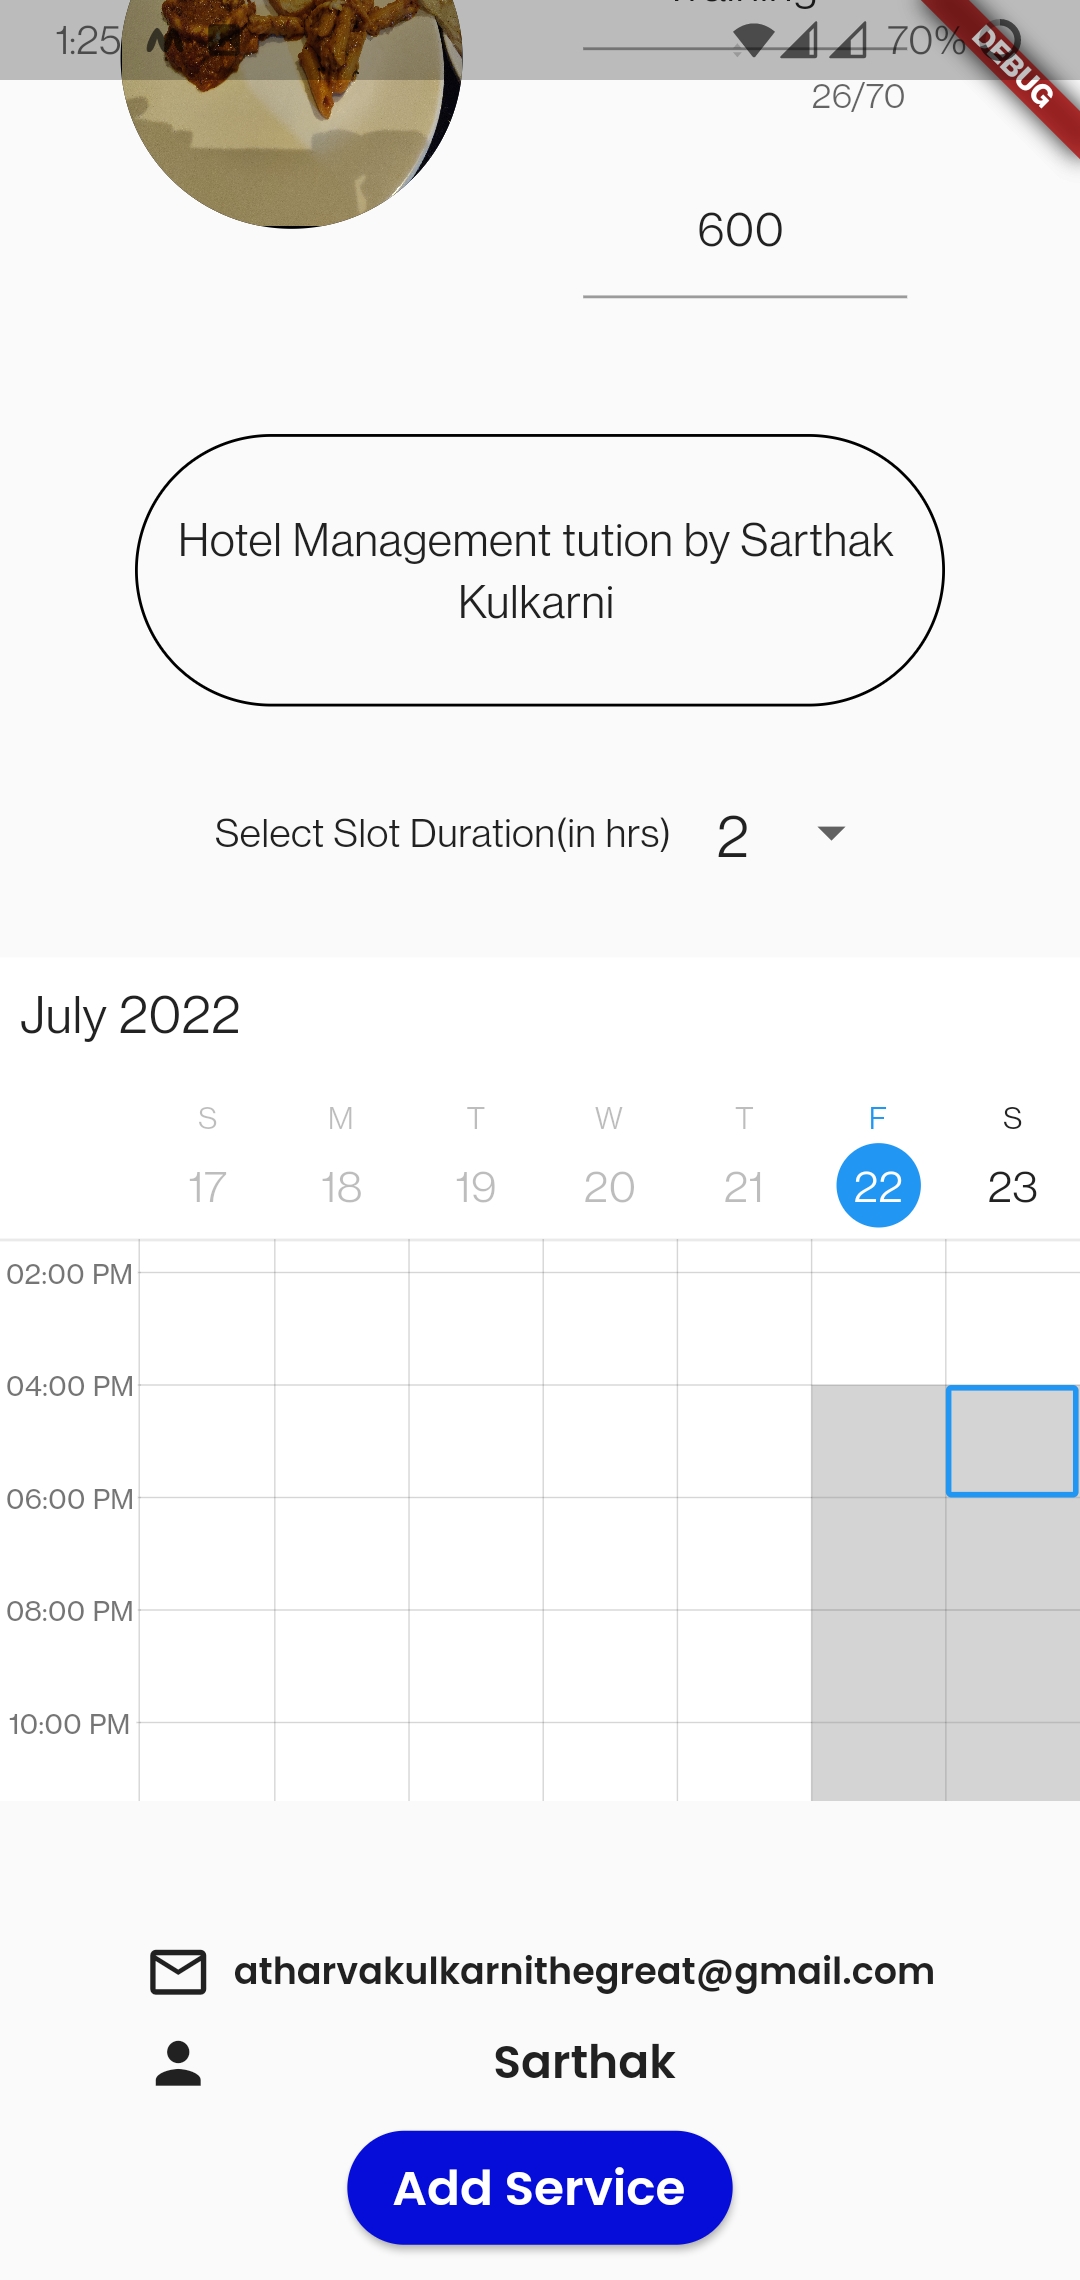 Training
1:25 70%
DEBUG
26/70
600
Hotel Management tution by Sarthak
Kulkarni
Select Slot Duration(in hrs) 2
July 2022
S M T W T F S
17 18 19 20 21 22 23
02:00 PM
04:00 PM
06:00 PM
08:00 PM
10:00 PM
atharvakulkarnithegreat@gmail.com
Sarthak
Add Service